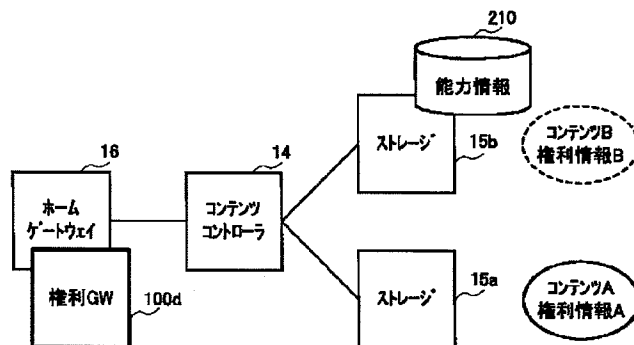 210
能力情報
ストレージ
15b
コンテンツB
権利情報B
16
ホーム
ゲートウェイ
14
コンテンツ
コントローラ
権利GW
100d
ストレージ
15a
コンテンツA
権利情報A